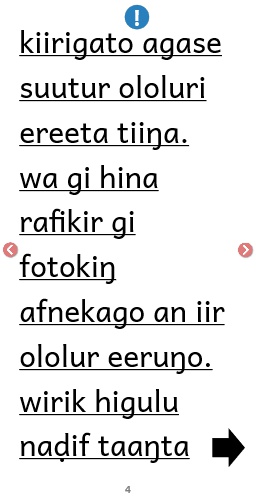 kiirigato agase
suutur ololuri
ereeta tiiŋa.
wa gi hina
rafikir gi
fotokiŋ
afnekago an iir
ololur eeruŋo.
wirik higulu
naḍif taaŋta
4